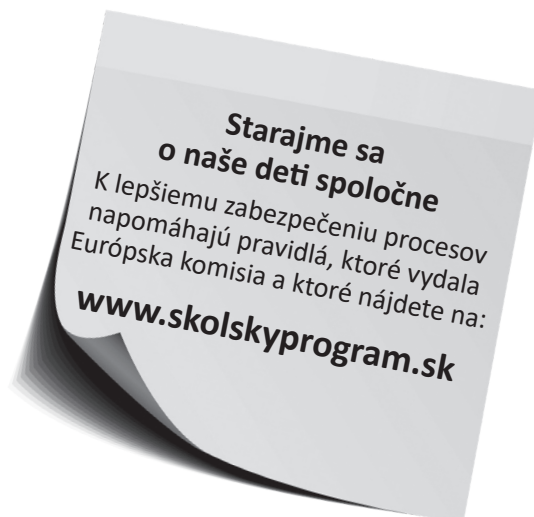 Starajme sa
o naše deti spoločne
K lepšiemu zabezpečeniu procesov
napomáhajú pravidlá, ktoré vydala
Európska komisia a ktoré nájdete na:
www.skolskyprogram.sk